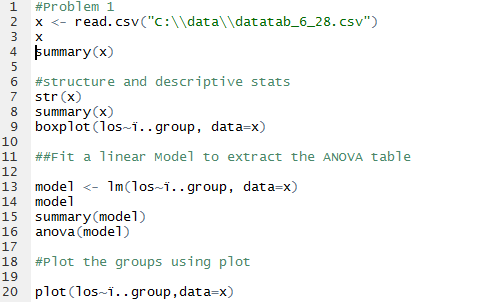 1 #Problem 1
2 x <- read.csv("C:\\data\\datatab_6_28.csv")
3 x
4 summary(x)
5
6 #structure and descriptive stats
7 str(x)
8 summary(x)
9 boxplot(los~ï..group, data=x)
10
11 ##Fit a linear Model to extract the ANOVA table
12
13 model <- lm(los~ï..group, data=x)
14 model
15 summary(model)
16 anova(model)
17
18 #Plot the groups using plot
19
20 plot(los~ï..group,data=x)